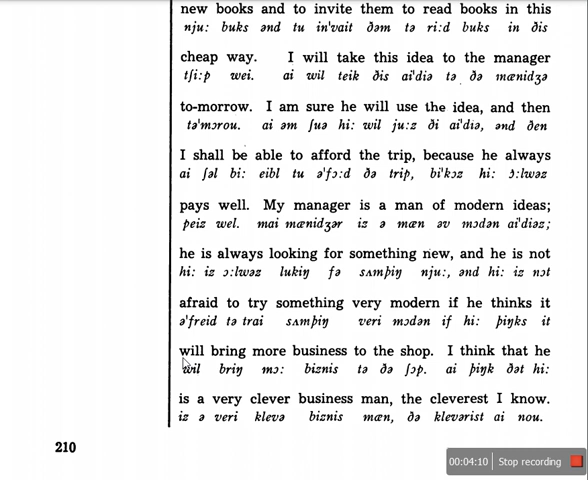 new books and to invite them to read books in this
nju: buks ənd tu in'vait ðəm tə ri:d buks in ðis
cheap way. I will take this idea to the manager
tʃi:p wei. ai wil teik ðis ai'diə tə ðə mænidʒə
to-morrow. I am sure he will use the idea, and then
tə'mɔrou. ai əm ʃuə hi: wil ju:z ði ai'diə, ənd ðen
I shall be able to afford the trip, because he always
ai ʃəl bi: eibl tu ə'fɔ:d ðə trip, bi'kɔz hi: ɔ:lwəz
pays well. My manager is a man of modern ideas;
peiz wel. mai mænidʒər iz ə mæn əv mɔdən ai'diəz;
he is always looking for something new, and he is not
hi: iz ɔ:lwəz lukiŋ fə sʌmþiŋ nju:, ənd hi: iz nɔt
afraid to try something very modern if he thinks it
ə'freid tə trai sʌmþiŋ veri mɔdən if hi: þiŋks it
will bring more business to the shop. I think that he
wil briŋ mɔ: biznis tə ðə ʃɔp. ai þiŋk ðət hi:
is a very clever business man, the cleverest I know.
iz ə veri klevə biznis mæn, ðə klevərist ai nou.
210
00:04:10 Stop recording